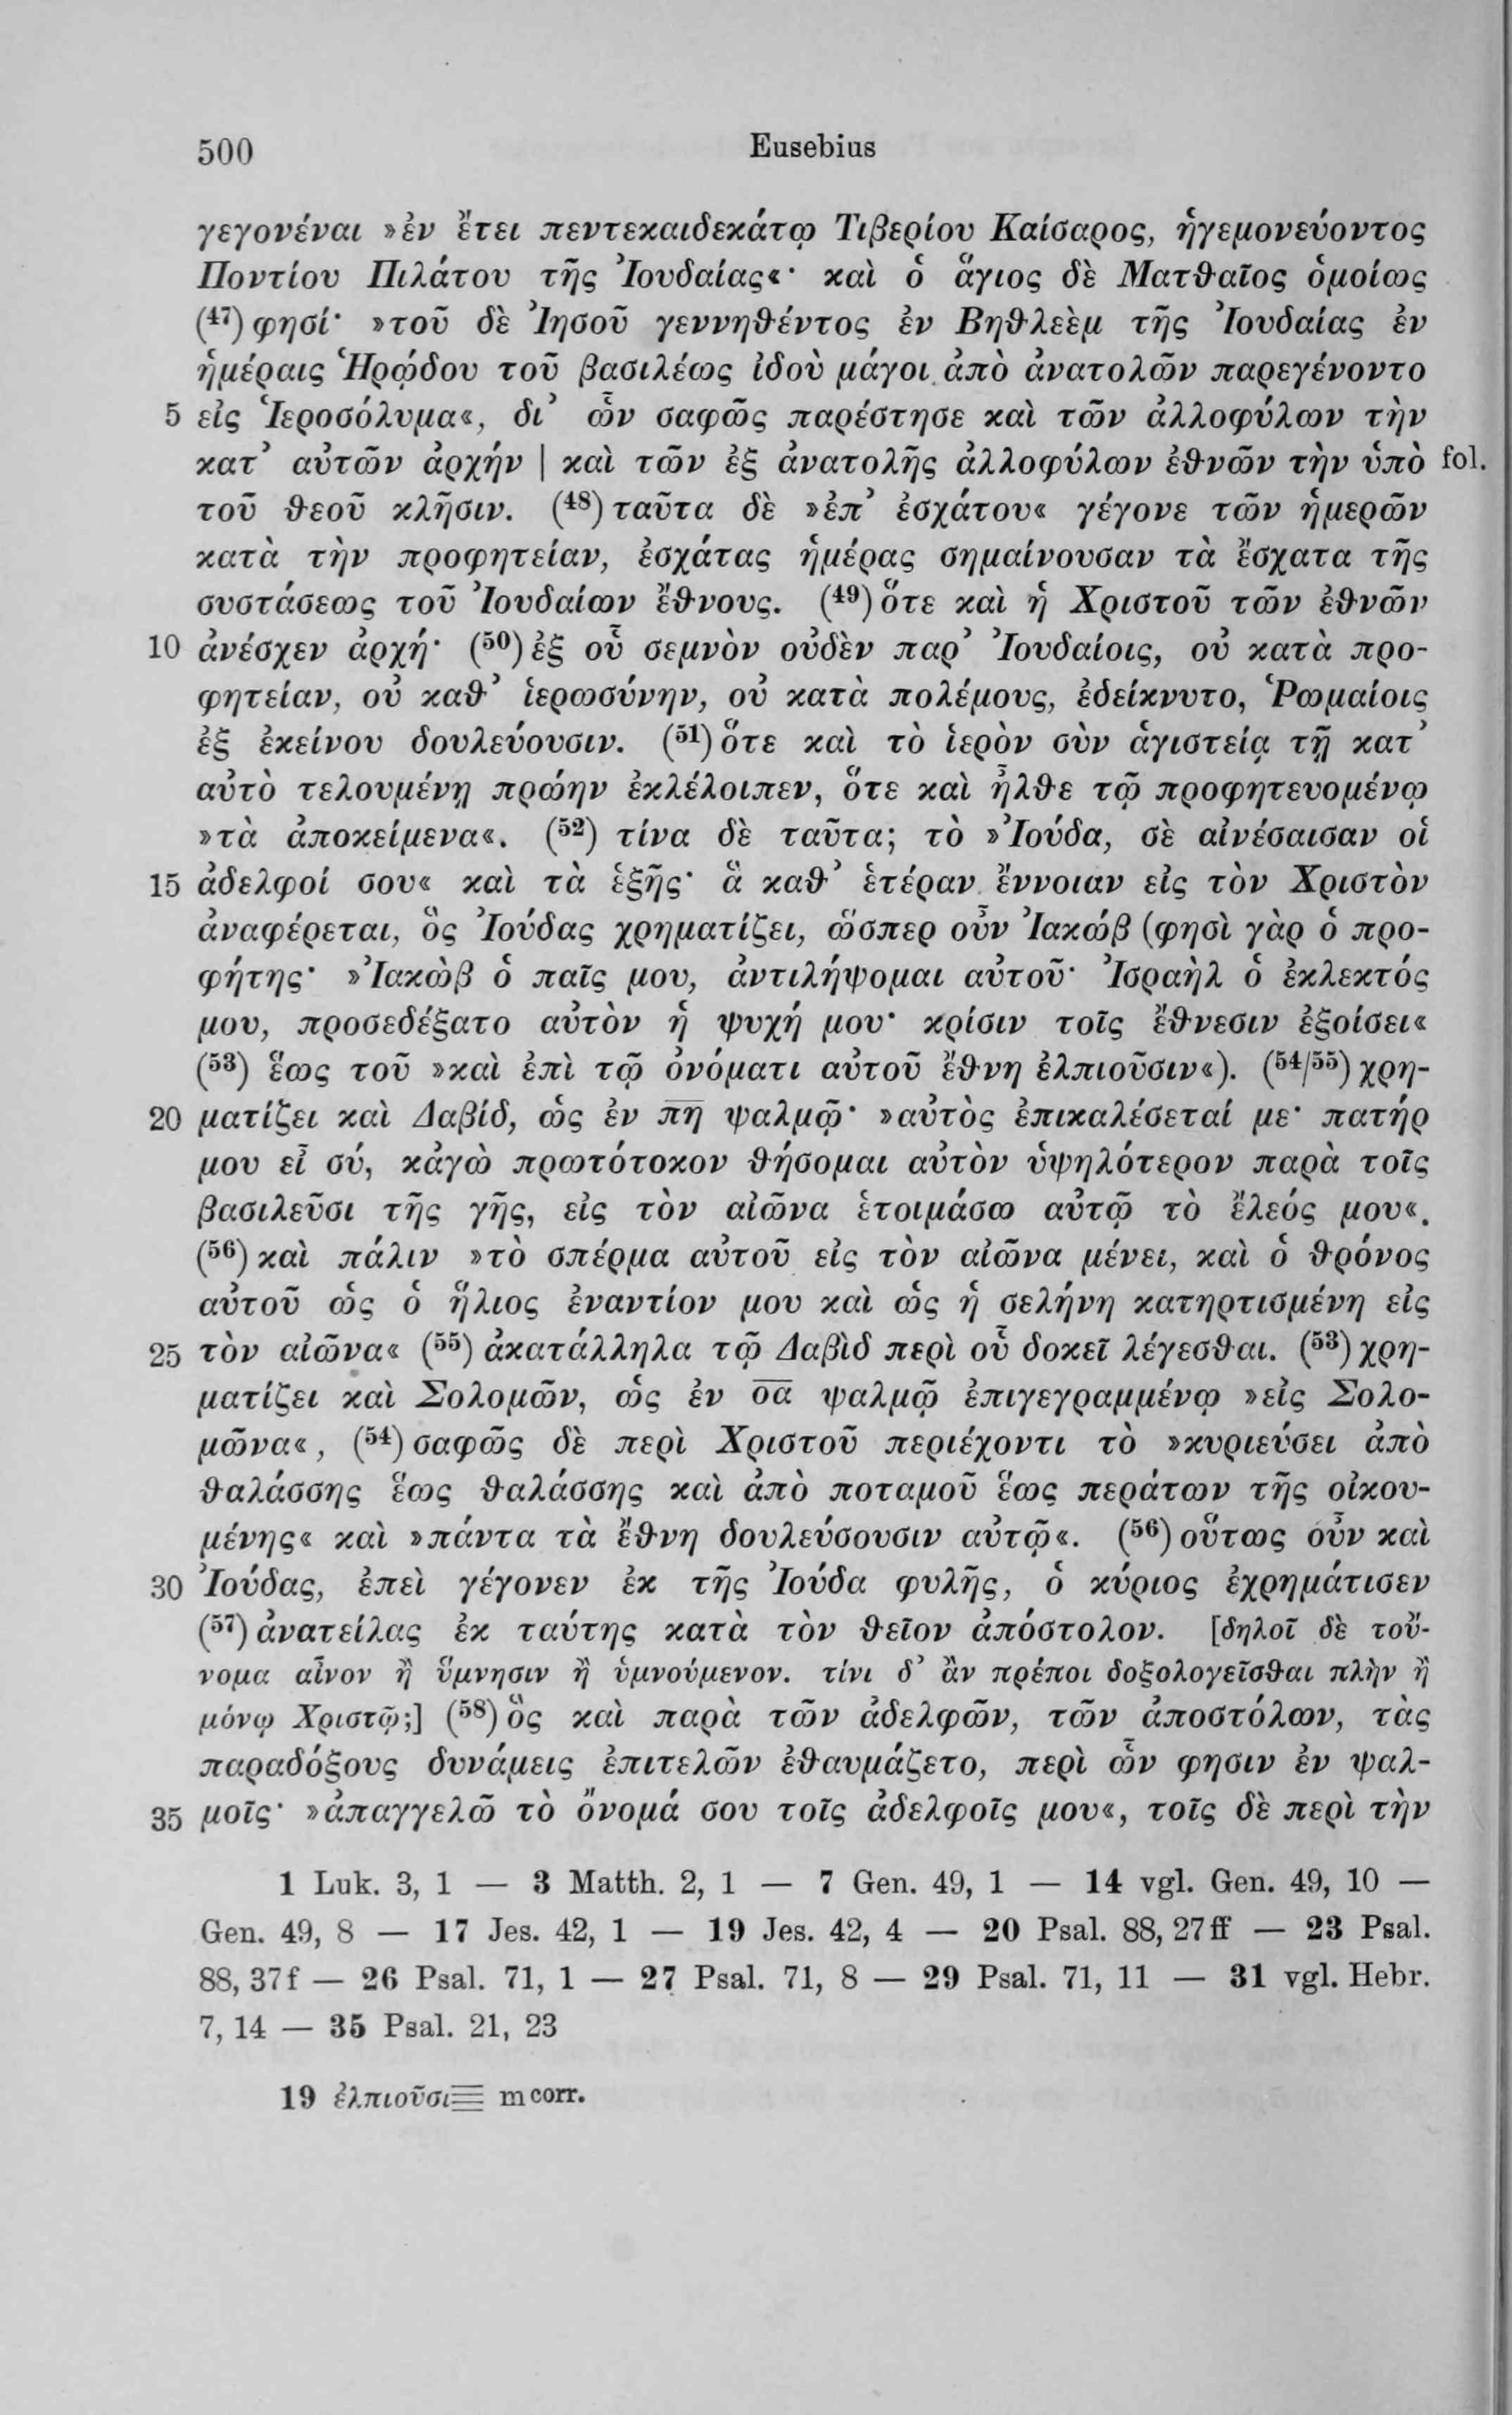 500 Eusebius
γεγονέναι »ἐν ἔτει πεντεκαιδεκάτῳ Τιβερίου Καίσαρος, ἡγεμονεύοντος
Ποντίου Πιλάτου τῆς Ἰουδαίας«· καὶ ὁ ἅγιος δὲ Ματθαῖος ὁμοίως
(47) φησί· »τοῦ δὲ Ἰησοῦ γεννηθέντος ἐν Βηθλεὲμ τῆς Ἰουδαίας ἐν
ἡμέραις Ἡρῴδου τοῦ βασιλέως ἰδοὺ μάγοι ἀπὸ ἀνατολῶν παρεγένοντο
5 εἰς Ἱεροσόλυμα«, δι᾽ ὧν σαφῶς παρέστησε καὶ τῶν ἀλλοφύλων τὴν
κατ᾽ αὐτῶν ἀρχήν | καὶ τῶν ἐξ ἀνατολῆς ἀλλοφύλων ἐθνῶν τὴν ὑπὸ fol.
τοῦ θεοῦ κλῆσιν. (48) ταῦτα δὲ »ἐπ᾽ ἐσχάτου« γέγονε τῶν ἡμερῶν
κατὰ τὴν προφητείαν, ἐσχάτας ἡμέρας σημαίνουσαν τὰ ἔσχατα τῆς
συστάσεως τοῦ Ἰουδαίων ἔθνους. (49) ὅτε καὶ ἡ Χριστοῦ τῶν ἐθνῶν
10 ἀνέσχεν ἀρχή· (50) ἐξ οὗ σεμνὸν οὐδὲν παρ᾽ Ἰουδαίοις, οὐ κατὰ προ-
φητείαν, οὐ καθ᾽ ἱερωσύνην, οὐ κατὰ πολέμους, ἐδείκνυτο, Ῥωμαίοις
ἐξ ἐκείνου δουλεύουσιν. (51) ὅτε καὶ τὸ ἱερὸν σὺν ἁγιστείᾳ τῇ κατ᾽
αὐτὸ τελουμένῃ πρώην ἐκλέλοιπεν, ὅτε καὶ ἦλθε τῷ προφητευομένῳ
»τὰ ἀποκείμενα«. (52) τίνα δὲ ταῦτα; τὸ »Ἰούδα, σὲ αἰνέσαισαν οἱ
15 ἀδελφοί σου« καὶ τὰ ἑξῆς· ἃ καθ᾽ ἑτέραν ἔννοιαν εἰς τὸν Χριστὸν
ἀναφέρεται, ὃς Ἰούδας χρηματίζει, ὥσπερ οὖν Ἰακώβ (φησὶ γὰρ ὁ προ-
φήτης· »Ἰακὼβ ὁ παῖς μου, ἀντιλήψομαι αὐτοῦ· Ἰσραὴλ ὁ ἐκλεκτός
μου, προσεδέξατο αὐτὸν ἡ ψυχή μου· κρίσιν τοῖς ἔθνεσιν ἐξοίσει«
(53) ἕως τοῦ »καὶ ἐπὶ τῷ ὀνόματι αὐτοῦ ἔθνη ἐλπιοῦσιν«). (54/55) χρη-
20 ματίζει καὶ Δαβίδ, ὡς ἐν π̅η̅ ψαλμῷ· »αὐτὸς ἐπικαλέσεταί με· πατήρ
μου εἶ σύ, κἀγὼ πρωτότοκον θήσομαι αὐτὸν ὑψηλότερον παρὰ τοῖς
βασιλεῦσι τῆς γῆς, εἰς τὸν αἰῶνα ἑτοιμάσω αὐτῷ τὸ ἔλεός μου«.
(56) καὶ πάλιν »τὸ σπέρμα αὐτοῦ εἰς τὸν αἰῶνα μένει, καὶ ὁ θρόνος
αὐτοῦ ὡς ὁ ἥλιος ἐναντίον μου καὶ ὡς ἡ σελήνη κατηρτισμένη εἰς
25 τὸν αἰῶνα« (55) ἀκατάλληλα τῷ Δαβὶδ περὶ οὗ δοκεῖ λέγεσθαι. (53) χρη-
ματίζει καὶ Σολομῶν, ὡς ἐν ο̅α̅ ψαλμῷ ἐπιγεγραμμένῳ »εἰς Σολο-
μῶνα«, (54) σαφῶς δὲ περὶ Χριστοῦ περιέχοντι τὸ »κυριεύσει ἀπὸ
θαλάσσης ἕως θαλάσσης καὶ ἀπὸ ποταμοῦ ἕως περάτων τῆς οἰκου-
μένης« καὶ »πάντα τὰ ἔθνη δουλεύσουσιν αὐτῷ«. (56) οὕτως οὖν καὶ
30 Ἰούδας, ἐπεὶ γέγονεν ἐκ τῆς Ἰούδα φυλῆς, ὁ κύριος ἐχρημάτισεν
(57) ἀνατείλας ἐκ ταύτης κατὰ τὸν θεῖον ἀπόστολον. [δηλοῖ δὲ τοὔ-
νομα αἶνον ἢ ὕμνησιν ἢ ὑμνούμενον. τίνι δ᾽ ἂν πρέποι δοξολογεῖσθαι πλὴν ἢ
μόνῳ Χριστῷ;] (58) ὃς καὶ παρὰ τῶν ἀδελφῶν, τῶν ἀποστόλων, τὰς
παραδόξους δυνάμεις ἐπιτελῶν ἐθαυμάζετο, περὶ ὧν φησιν ἐν ψαλ-
35 μοῖς· »ἀπαγγελῶ τὸ ὄνομά σου τοῖς ἀδελφοῖς μου«, τοῖς δὲ περὶ τὴν
1 Luk. 3, 1 — 3 Matth. 2, 1 — 7 Gen. 49, 1 — 14 vgl. Gen. 49, 10 —
Gen. 49, 8 — 17 Jes. 42, 1 — 19 Jes. 42, 4 — 20 Psal. 88, 27 ff — 23 Psal.
88, 37 f — 26 Psal. 71, 1 — 27 Psal. 71, 8 — 29 Psal. 71, 11 — 31 vgl. Hebr.
7, 14 — 35 Psal. 21, 23
19 ἐλπιοῦσι≡ m corr.